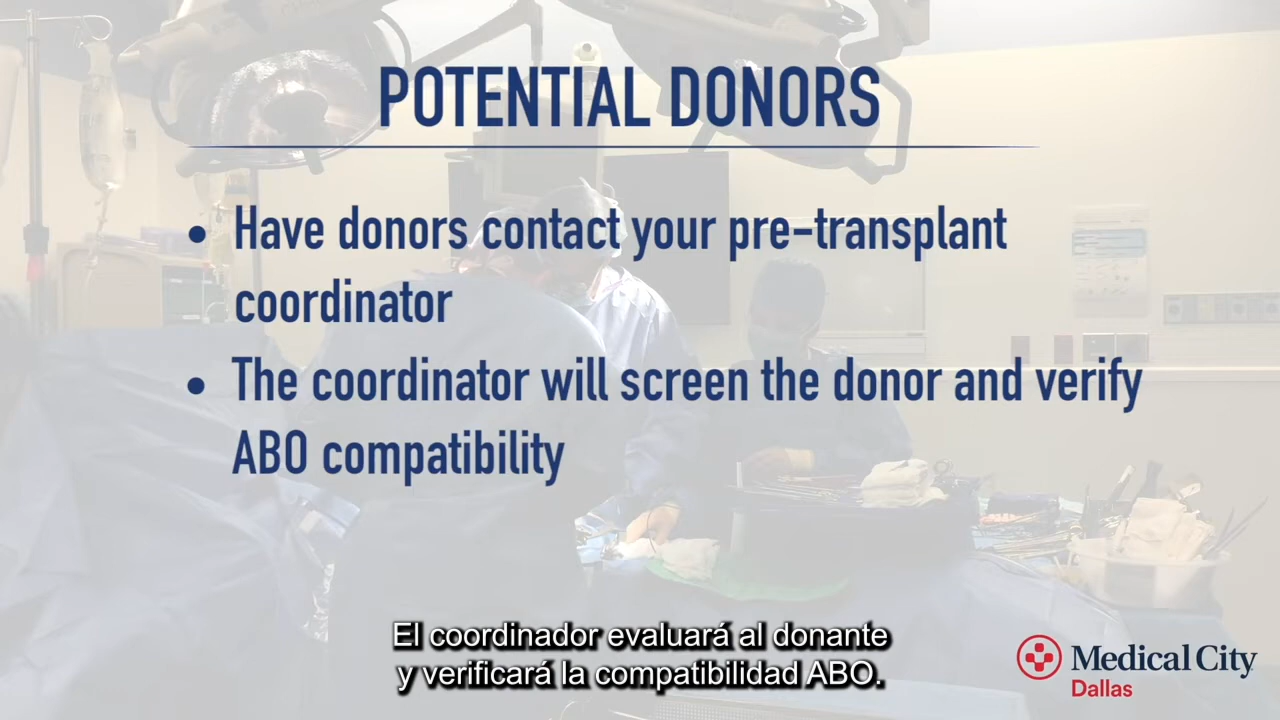 POTENTIAL DONORS
• Have donors contact your pre-transplant
coordinator
• The coordinator will screen the donor and verify
ABO compatibility
El coordinador evaluará al donante
y verificará la compatibilidad ABO.
Medical City
Dallas